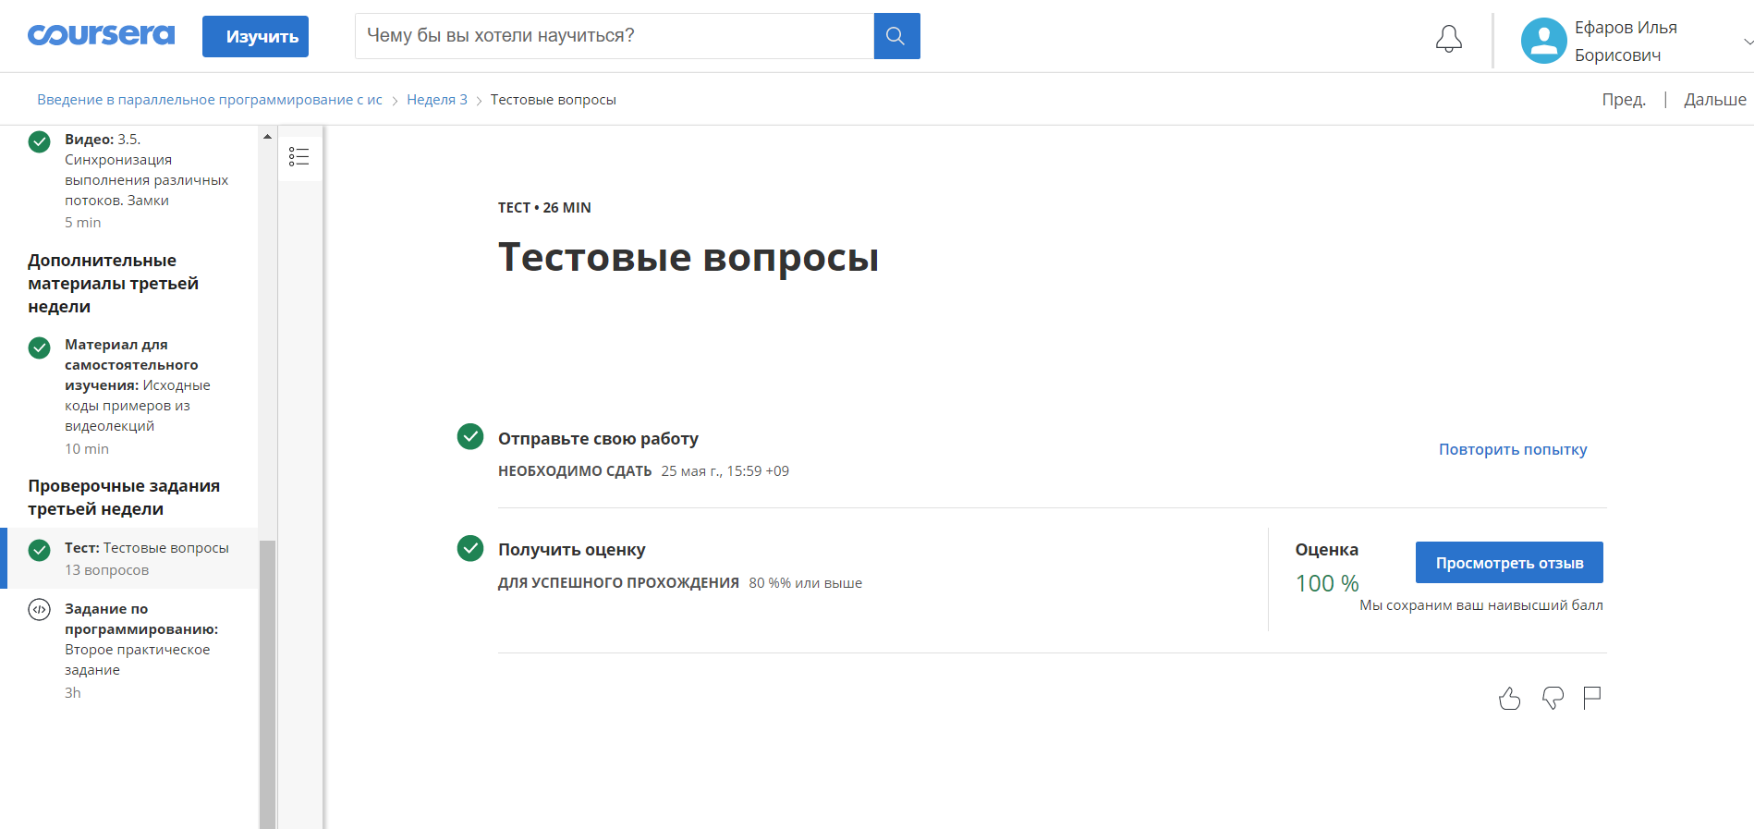 coursera
Изучить
Чему бы вы хотели научиться?
Ефаров Илья
Борисович
Введение в параллельное программирование с ис > Неделя 3 > Тестовые вопросы
Пред. | Дальше
Видео: 3.5.
Синхронизация
выполнения различных
потоков. Замки
5 min
Дополнительные
материалы третьей
недели
Материал для
самостоятельного
изучения: Исходные
коды примеров из
видеолекций
10 min
Проверочные задания
третьей недели
Тест: Тестовые вопросы
13 вопросов
Задание по
программированию:
Второе практическое
задание
3h
ТЕСТ • 26 MIN
Тестовые вопросы
Отправьте свою работу
НЕОБХОДИМО СДАТЬ 25 мая г., 15:59 +09
Повторить попытку
Получить оценку
ДЛЯ УСПЕШНОГО ПРОХОЖДЕНИЯ 80 %% или выше
Оценка
100 %
Просмотреть отзыв
Мы сохраним ваш наивысший балл